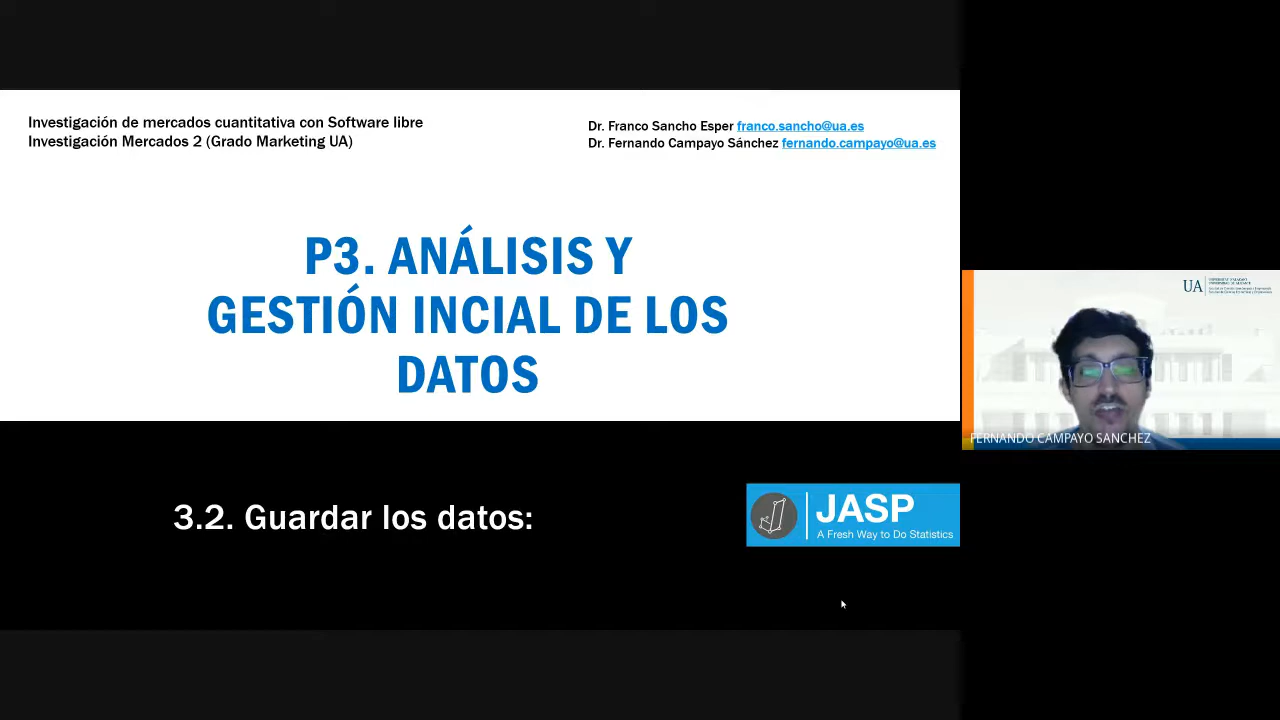 Investigación de mercados cuantitativa con Software libre
Investigación Mercados 2 (Grado Marketing UA)
Dr. Franco Sancho Esper franco.sancho@ua.es
Dr. Fernando Campayo Sánchez fernando.campayo@ua.es
P3. ANÁLISIS Y
GESTIÓN INCIAL DE LOS
DATOS
3.2. Guardar los datos:
JASP
A Fresh Way to Do Statistics
UA
FERNANDO CAMPAYO SANCHEZ